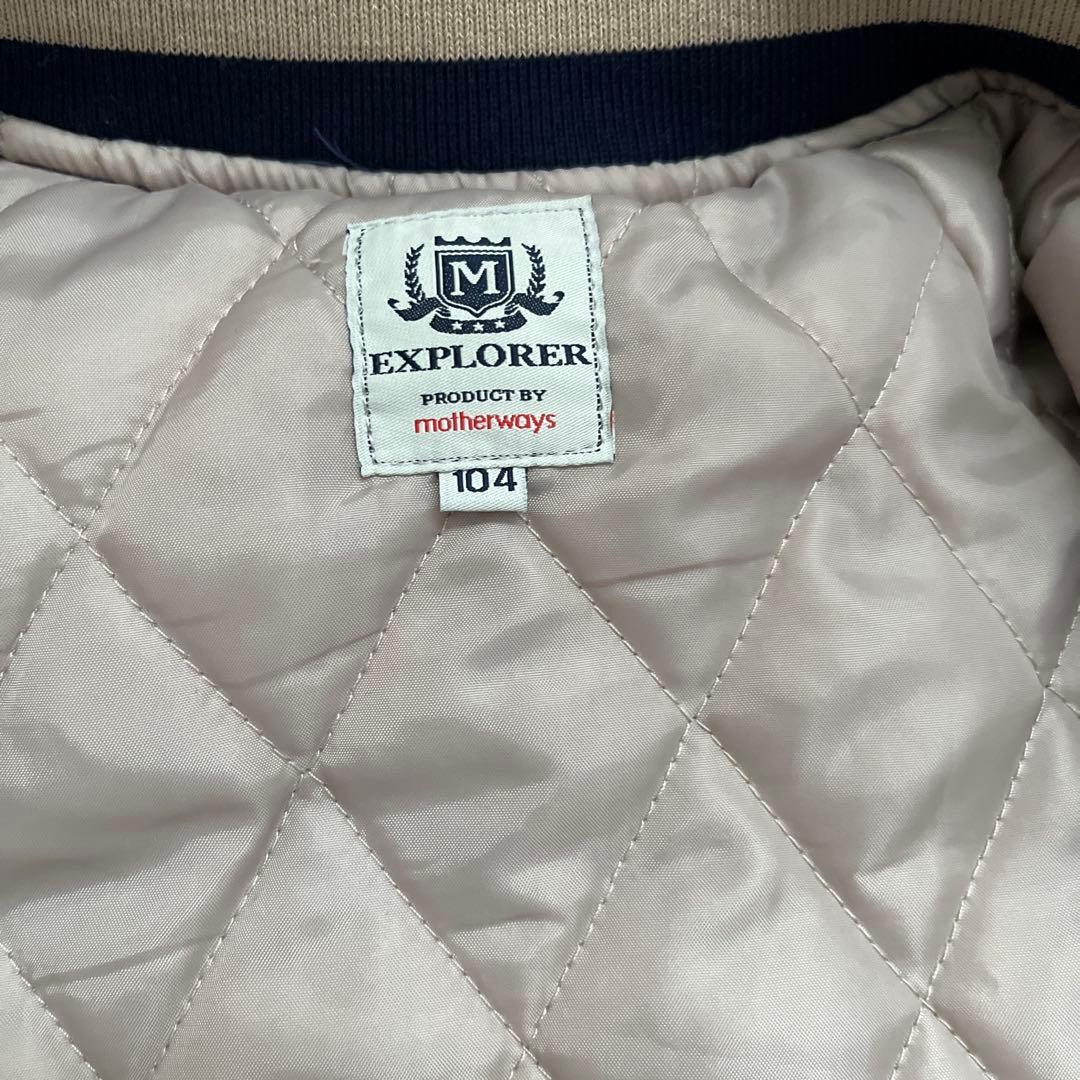 M
EXPLORER
PRODUCT BY
motherways
104